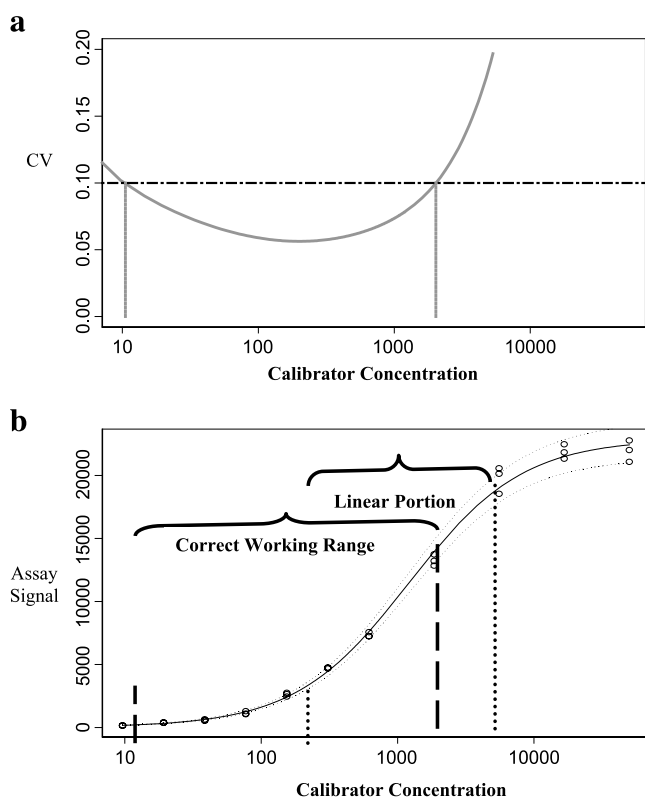 a
0.20
0.15
CV
0.10
0.05
0.00
10 100 1000 10000
Calibrator Concentration
b
20000
Linear Portion
15000
Correct Working Range
Assay
Signal
10000
5000
0
10 100 1000 10000
Calibrator Concentration